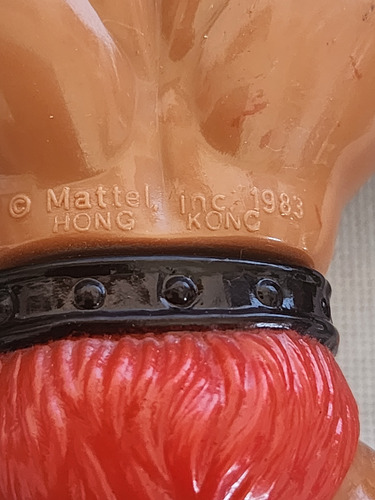 © Mattel, inc. 1983
HONG KONG